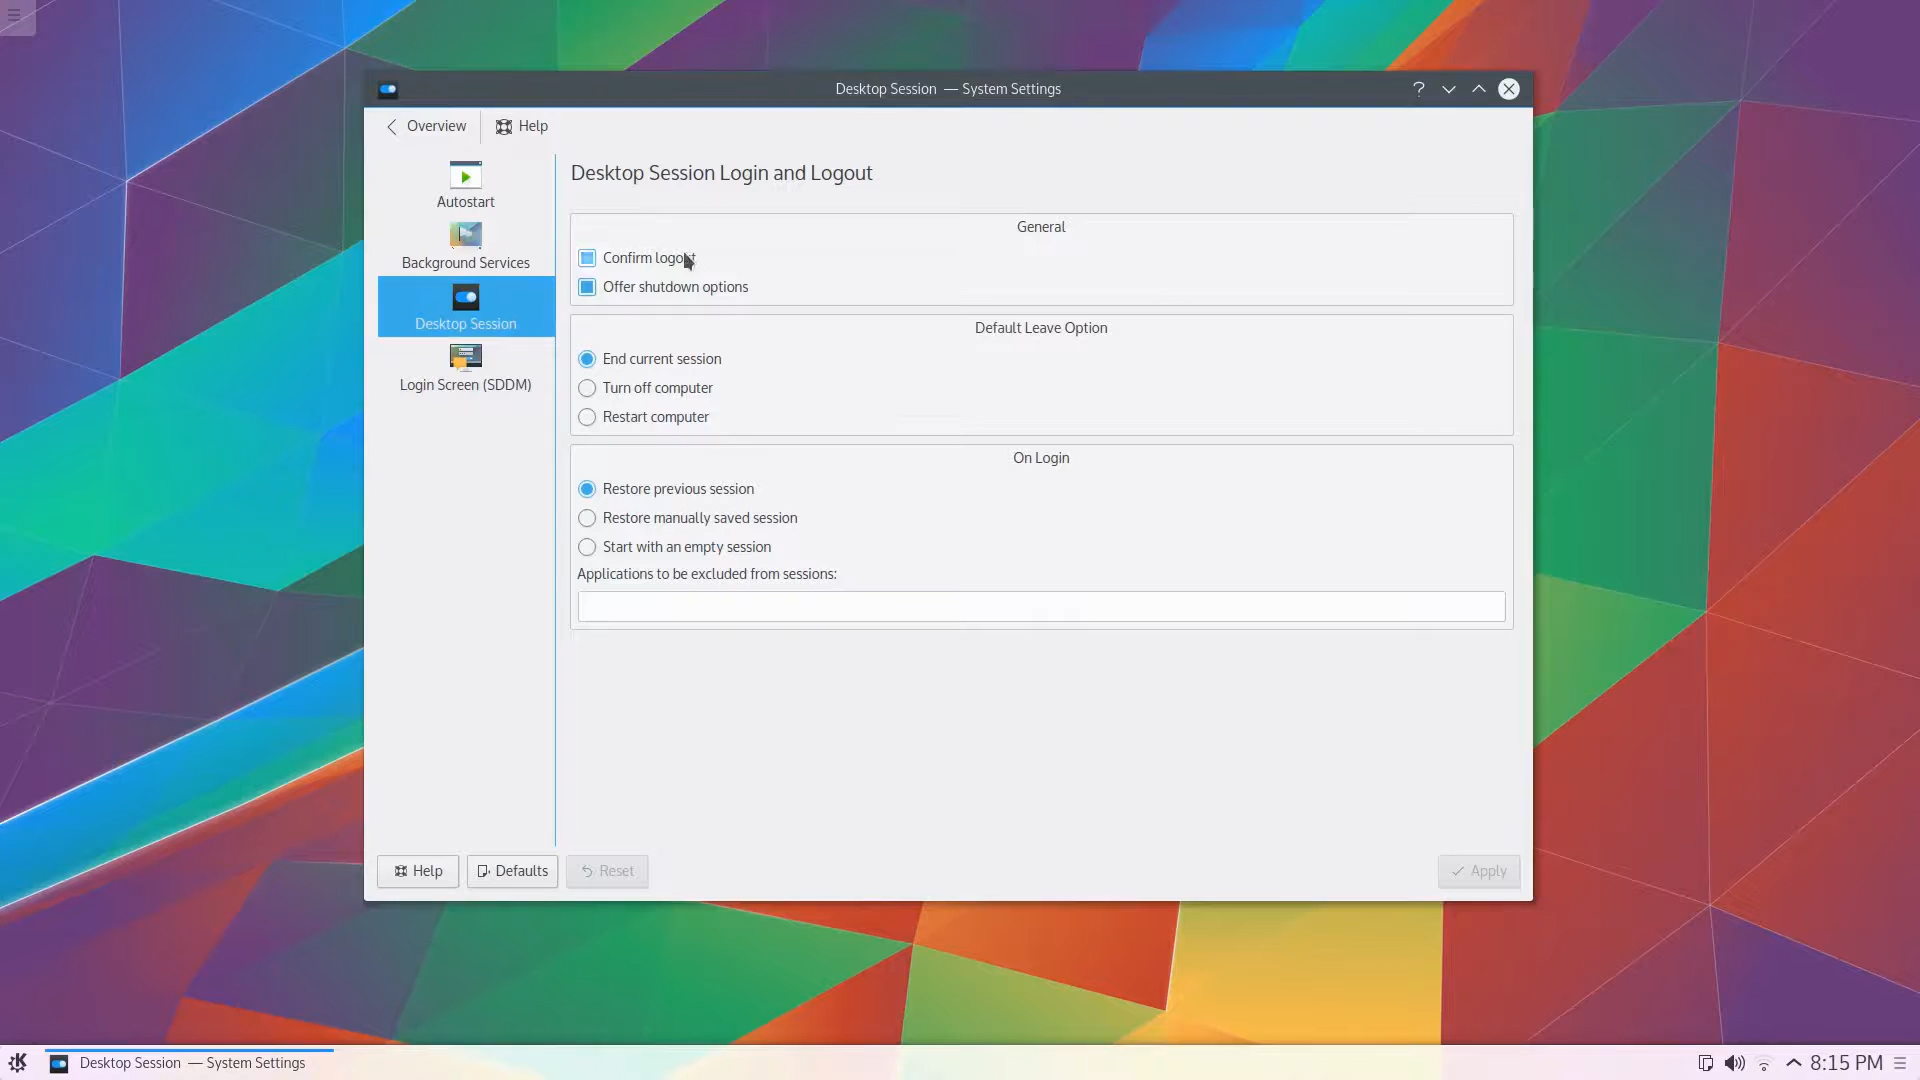 Desktop Session — System Settings
Overview
Help
Autostart
Background Services
Desktop Session
Login Screen (SDDM)
Desktop Session Login and Logout
General
Confirm logout
Offer shutdown options
Default Leave Option
End current session
Turn off computer
Restart computer
On Login
Restore previous session
Restore manually saved session
Start with an empty session
Applications to be excluded from sessions:
Help
Defaults
Reset
Apply
Desktop Session — System Settings
8:15 PM